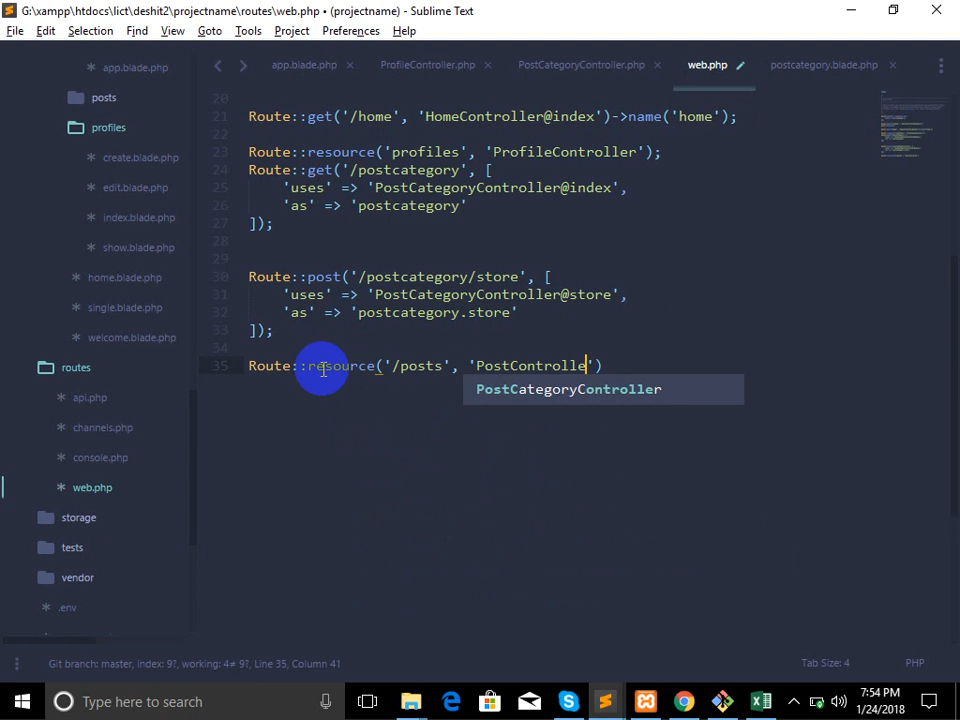 G:\xampp\htdocs\lict\deshit2\projectname\routes\web.php • (projectname) - Sublime Text
File Edit Selection Find View Goto Tools Project Preferences Help
app.blade.php ProfileController.php PostCategoryController.php web.php postcategory.blade.php
app.blade.php
posts
profiles
create.blade.php
edit.blade.php
index.blade.php
show.blade.php
home.blade.php
single.blade.php
welcome.blade.php
routes
api.php
channels.php
console.php
web.php
storage
tests
vendor
.env
20
21 Route::get('/home', 'HomeController@index')->name('home');
22
23 Route::resource('profiles', 'ProfileController');
24 Route::get('/postcategory', [
25 'uses' => 'PostCategoryController@index',
26 'as' => 'postcategory'
27 ]);
28
29
30 Route::post('/postcategory/store', [
31 'uses' => 'PostCategoryController@store',
32 'as' => 'postcategory.store'
33 ]);
34
35 Route::resource('/posts', 'PostControlle')
PostCategoryController
Git branch: master, index: 9?, working: 4≠ 9?, Line 35, Column 41 Tab Size: 4 PHP
Type here to search
7:54 PM
1/24/2018